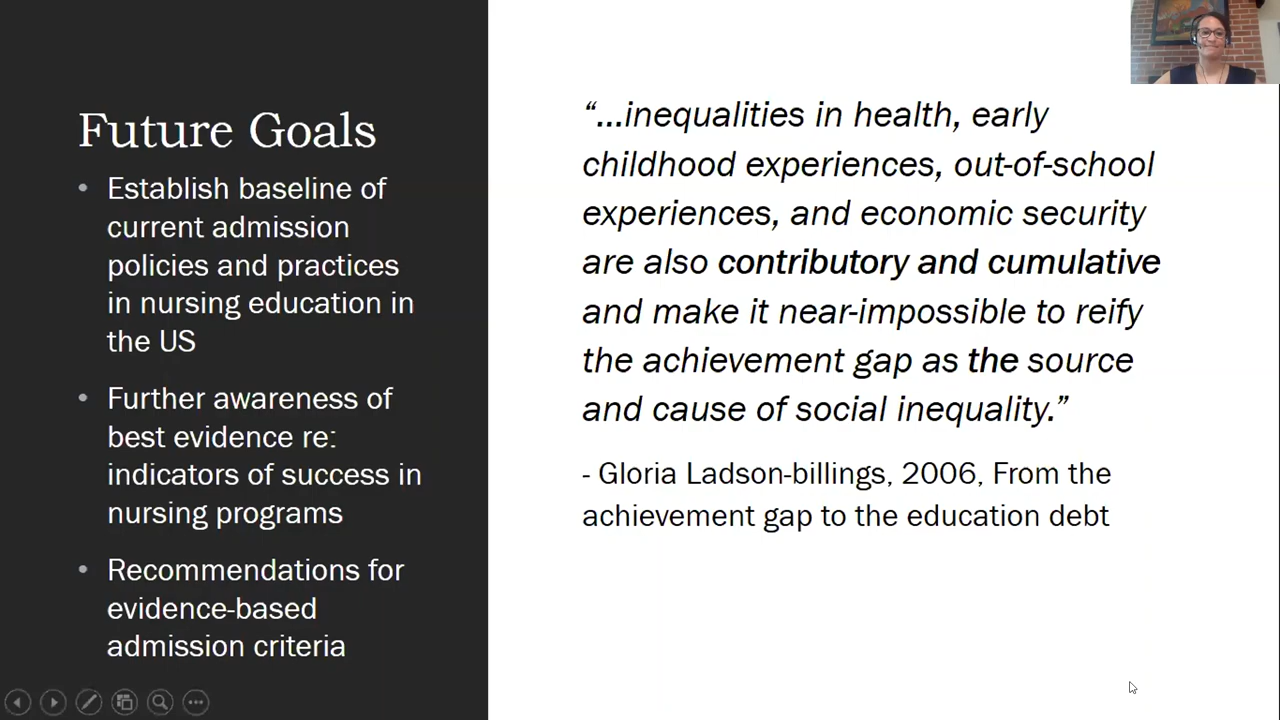 Future Goals
• Establish baseline of
current admission
policies and practices
in nursing education in
the US
• Further awareness of
best evidence re:
indicators of success in
nursing programs
• Recommendations for
evidence-based
admission criteria
“...inequalities in health, early
childhood experiences, out-of-school
experiences, and economic security
are also contributory and cumulative
and make it near-impossible to reify
the achievement gap as the source
and cause of social inequality.”
- Gloria Ladson-billings, 2006, From the
achievement gap to the education debt